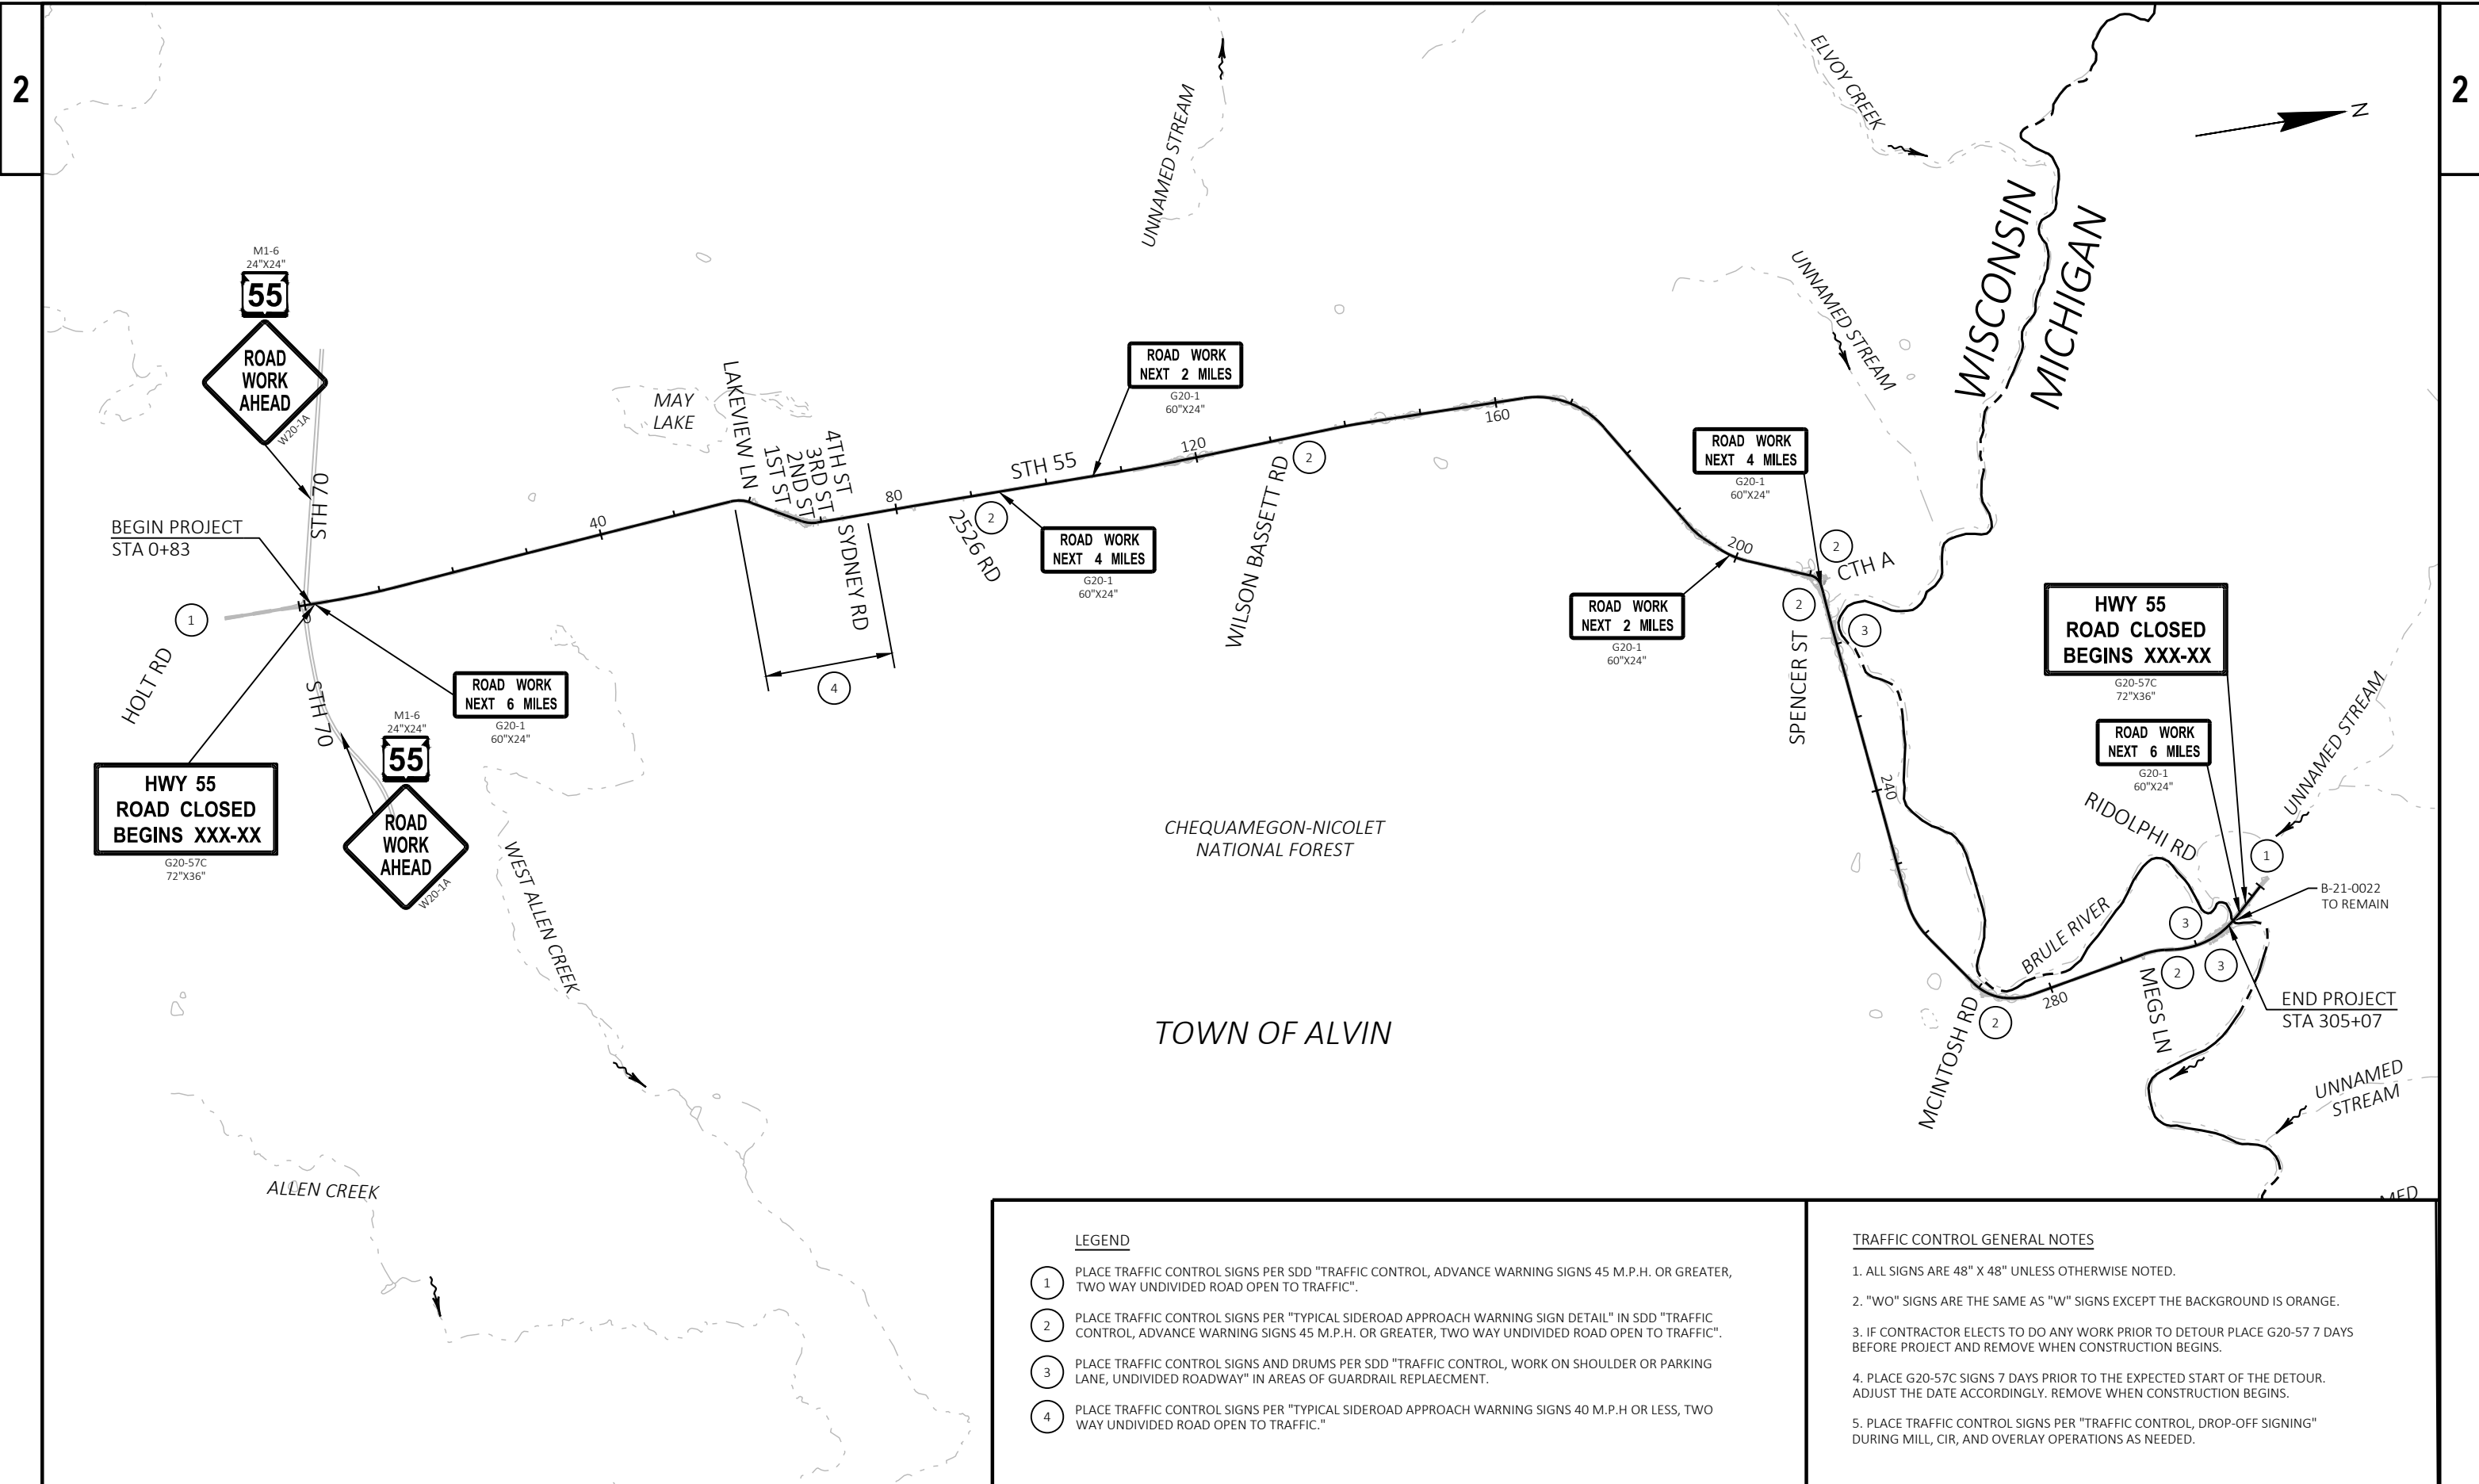 2
2
ELVOY CREEK
N
UNNAMED STREAM
WISCONSIN
MICHIGAN
M1-6
24"X24"
55
ROAD
WORK
AHEAD
W20-1A
STH 70
BEGIN PROJECT
STA 0+83
1
HOLT RD
0
STH 70
HWY 55
ROAD CLOSED
BEGINS XXX-XX
G20-57C
72"X36"
M1-6
24"X24"
55
ROAD
WORK
AHEAD
W20-1A
ROAD WORK
NEXT 6 MILES
G20-1
60"X24"
40
MAY
LAKE
LAKEVIEW LN
1ST ST
2ND ST
3RD ST
4TH ST
SYDNEY RD
4
80
STH 55
2526 RD
2
ROAD WORK
NEXT 4 MILES
G20-1
60"X24"
ROAD WORK
NEXT 2 MILES
G20-1
60"X24"
120
WILSON BASSETT RD
2
160
UNNAMED STREAM
ROAD WORK
NEXT 4 MILES
G20-1
60"X24"
200
ROAD WORK
NEXT 2 MILES
G20-1
60"X24"
2
CTH A
2
SPENCER ST
3
240
HWY 55
ROAD CLOSED
BEGINS XXX-XX
G20-57C
72"X36"
ROAD WORK
NEXT 6 MILES
G20-1
60"X24"
UNNAMED STREAM
RIDOLPHI RD
1
B-21-0022
TO REMAIN
BRULE RIVER
3
2
3
MEGS LN
280
MCINTOSH RD
2
END PROJECT
STA 305+07
UNNAMED
STREAM
WEST ALLEN CREEK
ALLEN CREEK
CHEQUAMEGON-NICOLET
NATIONAL FOREST
TOWN OF ALVIN
LEGEND
1 PLACE TRAFFIC CONTROL SIGNS PER SDD "TRAFFIC CONTROL, ADVANCE WARNING SIGNS 45 M.P.H. OR GREATER,
TWO WAY UNDIVIDED ROAD OPEN TO TRAFFIC".
2 PLACE TRAFFIC CONTROL SIGNS PER "TYPICAL SIDEROAD APPROACH WARNING SIGN DETAIL" IN SDD "TRAFFIC
CONTROL, ADVANCE WARNING SIGNS 45 M.P.H. OR GREATER, TWO WAY UNDIVIDED ROAD OPEN TO TRAFFIC".
3 PLACE TRAFFIC CONTROL SIGNS AND DRUMS PER SDD "TRAFFIC CONTROL, WORK ON SHOULDER OR PARKING
LANE, UNDIVIDED ROADWAY" IN AREAS OF GUARDRAIL REPLAECMENT.
4 PLACE TRAFFIC CONTROL SIGNS PER "TYPICAL SIDEROAD APPROACH WARNING SIGNS 40 M.P.H OR LESS, TWO
WAY UNDIVIDED ROAD OPEN TO TRAFFIC."
TRAFFIC CONTROL GENERAL NOTES
1. ALL SIGNS ARE 48" X 48" UNLESS OTHERWISE NOTED.
2. "WO" SIGNS ARE THE SAME AS "W" SIGNS EXCEPT THE BACKGROUND IS ORANGE.
3. IF CONTRACTOR ELECTS TO DO ANY WORK PRIOR TO DETOUR PLACE G20-57 7 DAYS
BEFORE PROJECT AND REMOVE WHEN CONSTRUCTION BEGINS.
4. PLACE G20-57C SIGNS 7 DAYS PRIOR TO THE EXPECTED START OF THE DETOUR.
ADJUST THE DATE ACCORDINGLY. REMOVE WHEN CONSTRUCTION BEGINS.
5. PLACE TRAFFIC CONTROL SIGNS PER "TRAFFIC CONTROL, DROP-OFF SIGNING"
DURING MILL, CIR, AND OVERLAY OPERATIONS AS NEEDED.